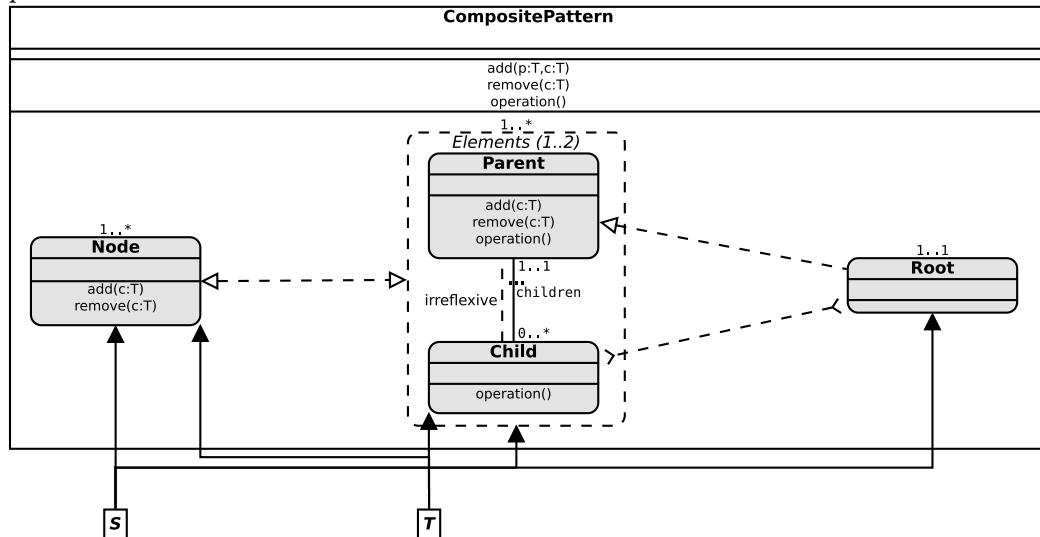 CompositePattern
add(p:T,c:T)
remove(c:T)
operation()
1..*
Elements (1..2)
Parent
add(c:T)
remove(c:T)
operation()
1..*
Node
add(c:T)
remove(c:T)
1..1
Root
1..1
children
irreflexive
0..*
Child
operation()
S
T